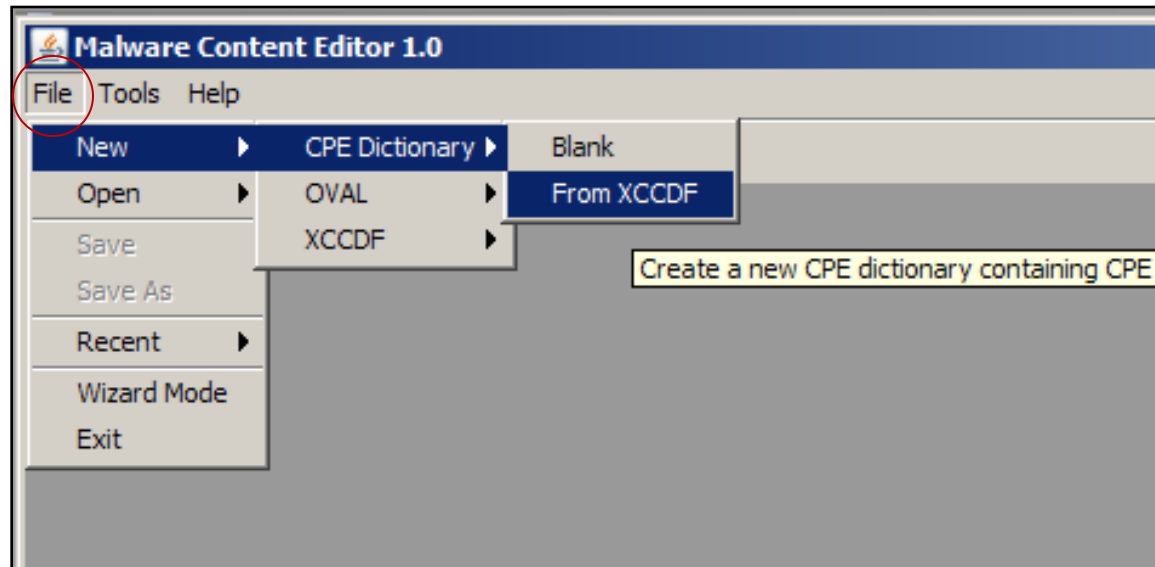 Malware Content Editor 1.0
File Tools Help
New CPE Dictionary Blank
Open OVAL From XCCDF
Save XCCDF
Create a new CPE dictionary containing CPE
Save As
Recent
Wizard Mode
Exit